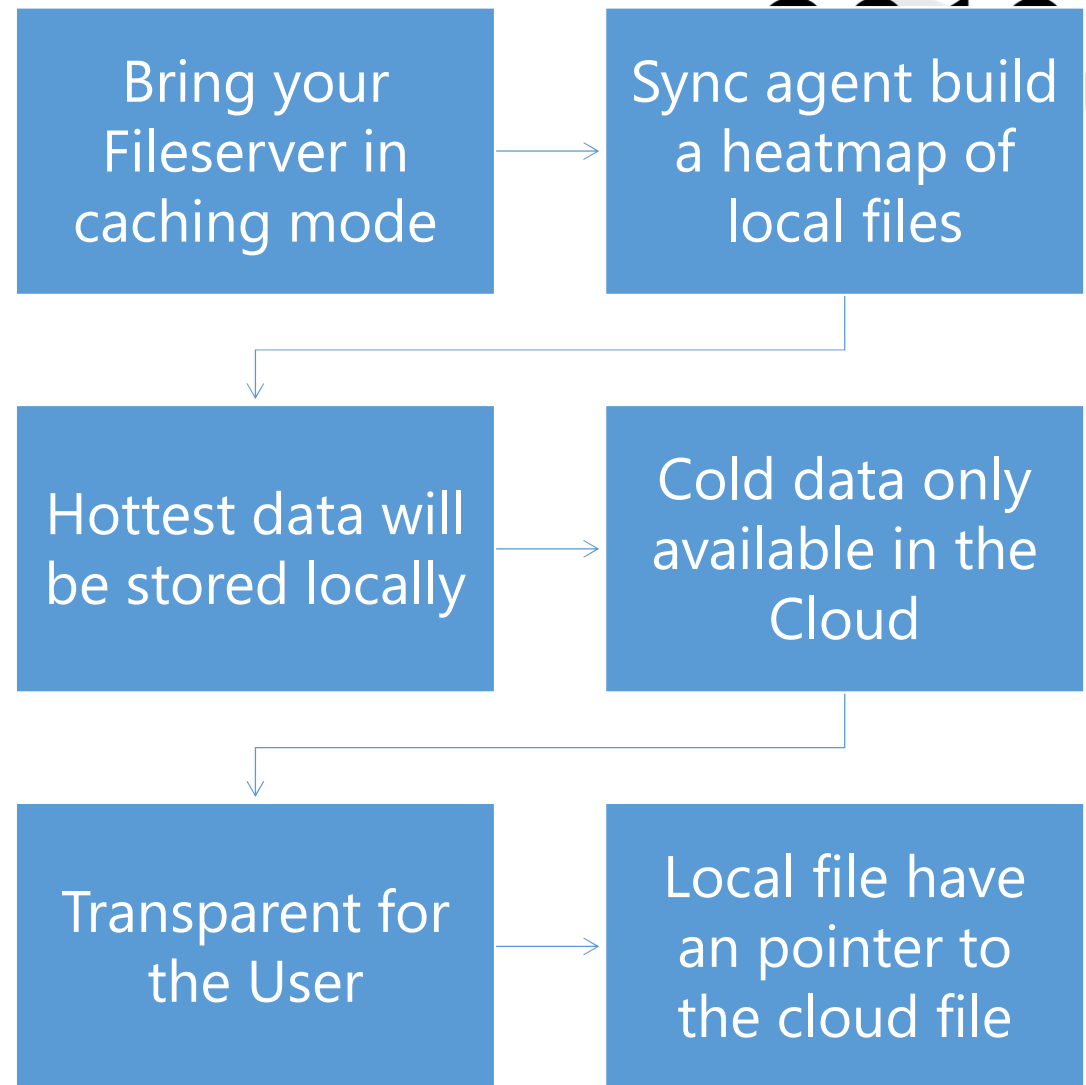 Bring your
Fileserver in
caching mode
Sync agent build
a heatmap of
local files
Hottest data will
be stored locally
Cold data only
available in the
Cloud
Transparent for
the User
Local file have
an pointer to
the cloud file